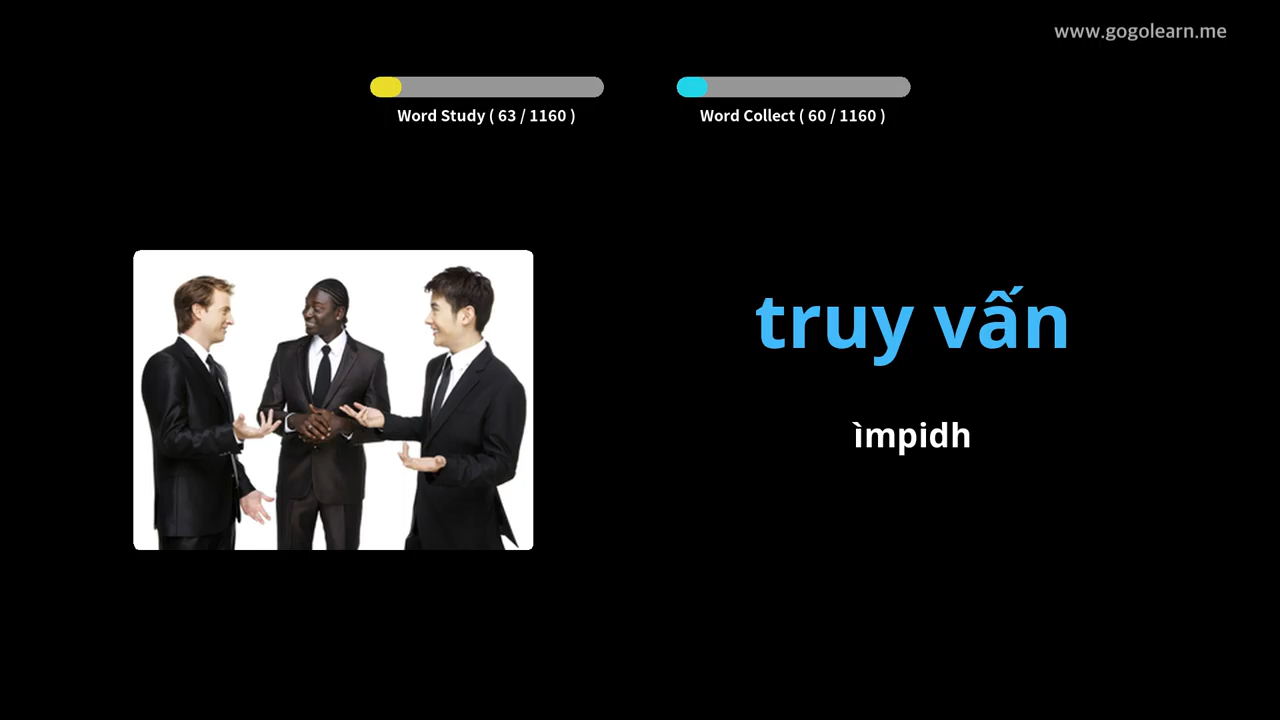 www.gogolearn.me
Word Study ( 63 / 1160 )
Word Collect ( 60 / 1160 )
truy vấn
ìmpidh